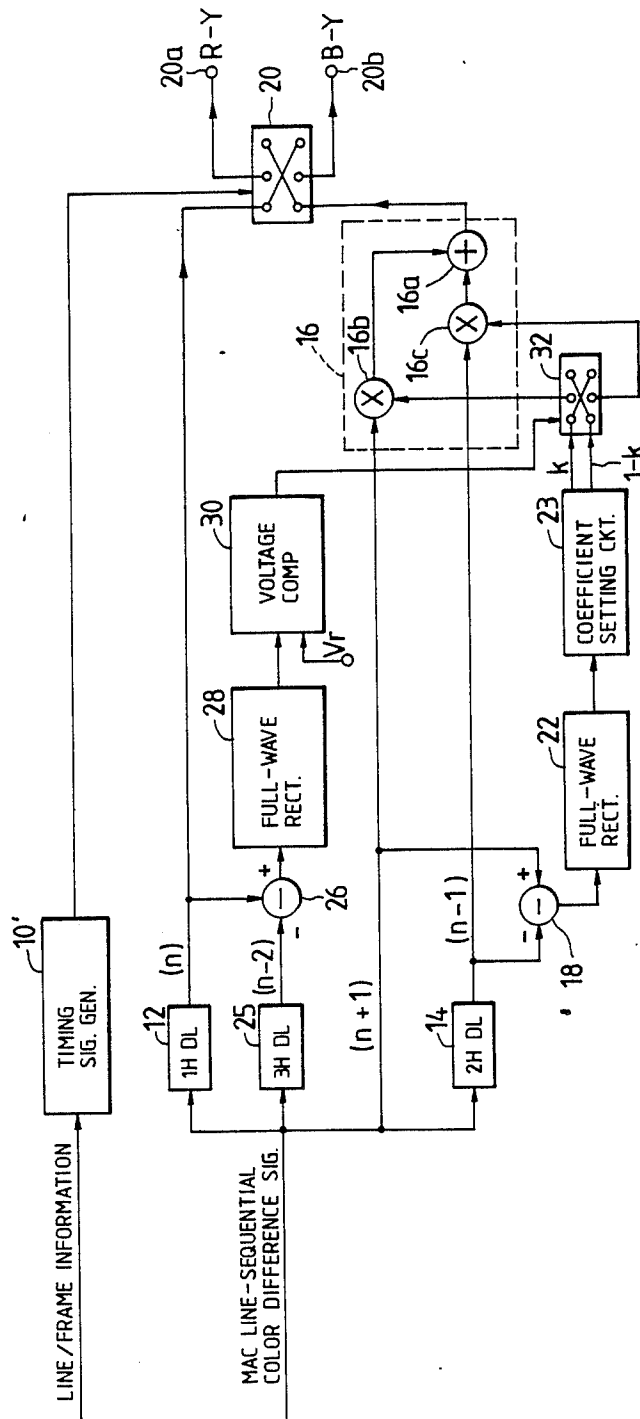 LINE/FRAME INFORMATION
10'
TIMING
SIG. GEN.
MAC LINE-SEQUENTIAL
COLOR DIFFERENCE SIG.
12
1H DL
(n)
25
3H DL
(n-2)
(n+1)
14
2H DL
(n-1)
+
-
-
26
-
-
+
18
28
FULL-WAVE
RECT.
22
FULL-WAVE
RECT.
30
VOLTAGE
COMP
Vr
23
COEFFICIENT
SETTING CKT.
k
1-k
32
16
16b
X
16c
X
16a
+
20
20a
R-Y
20b
B-Y